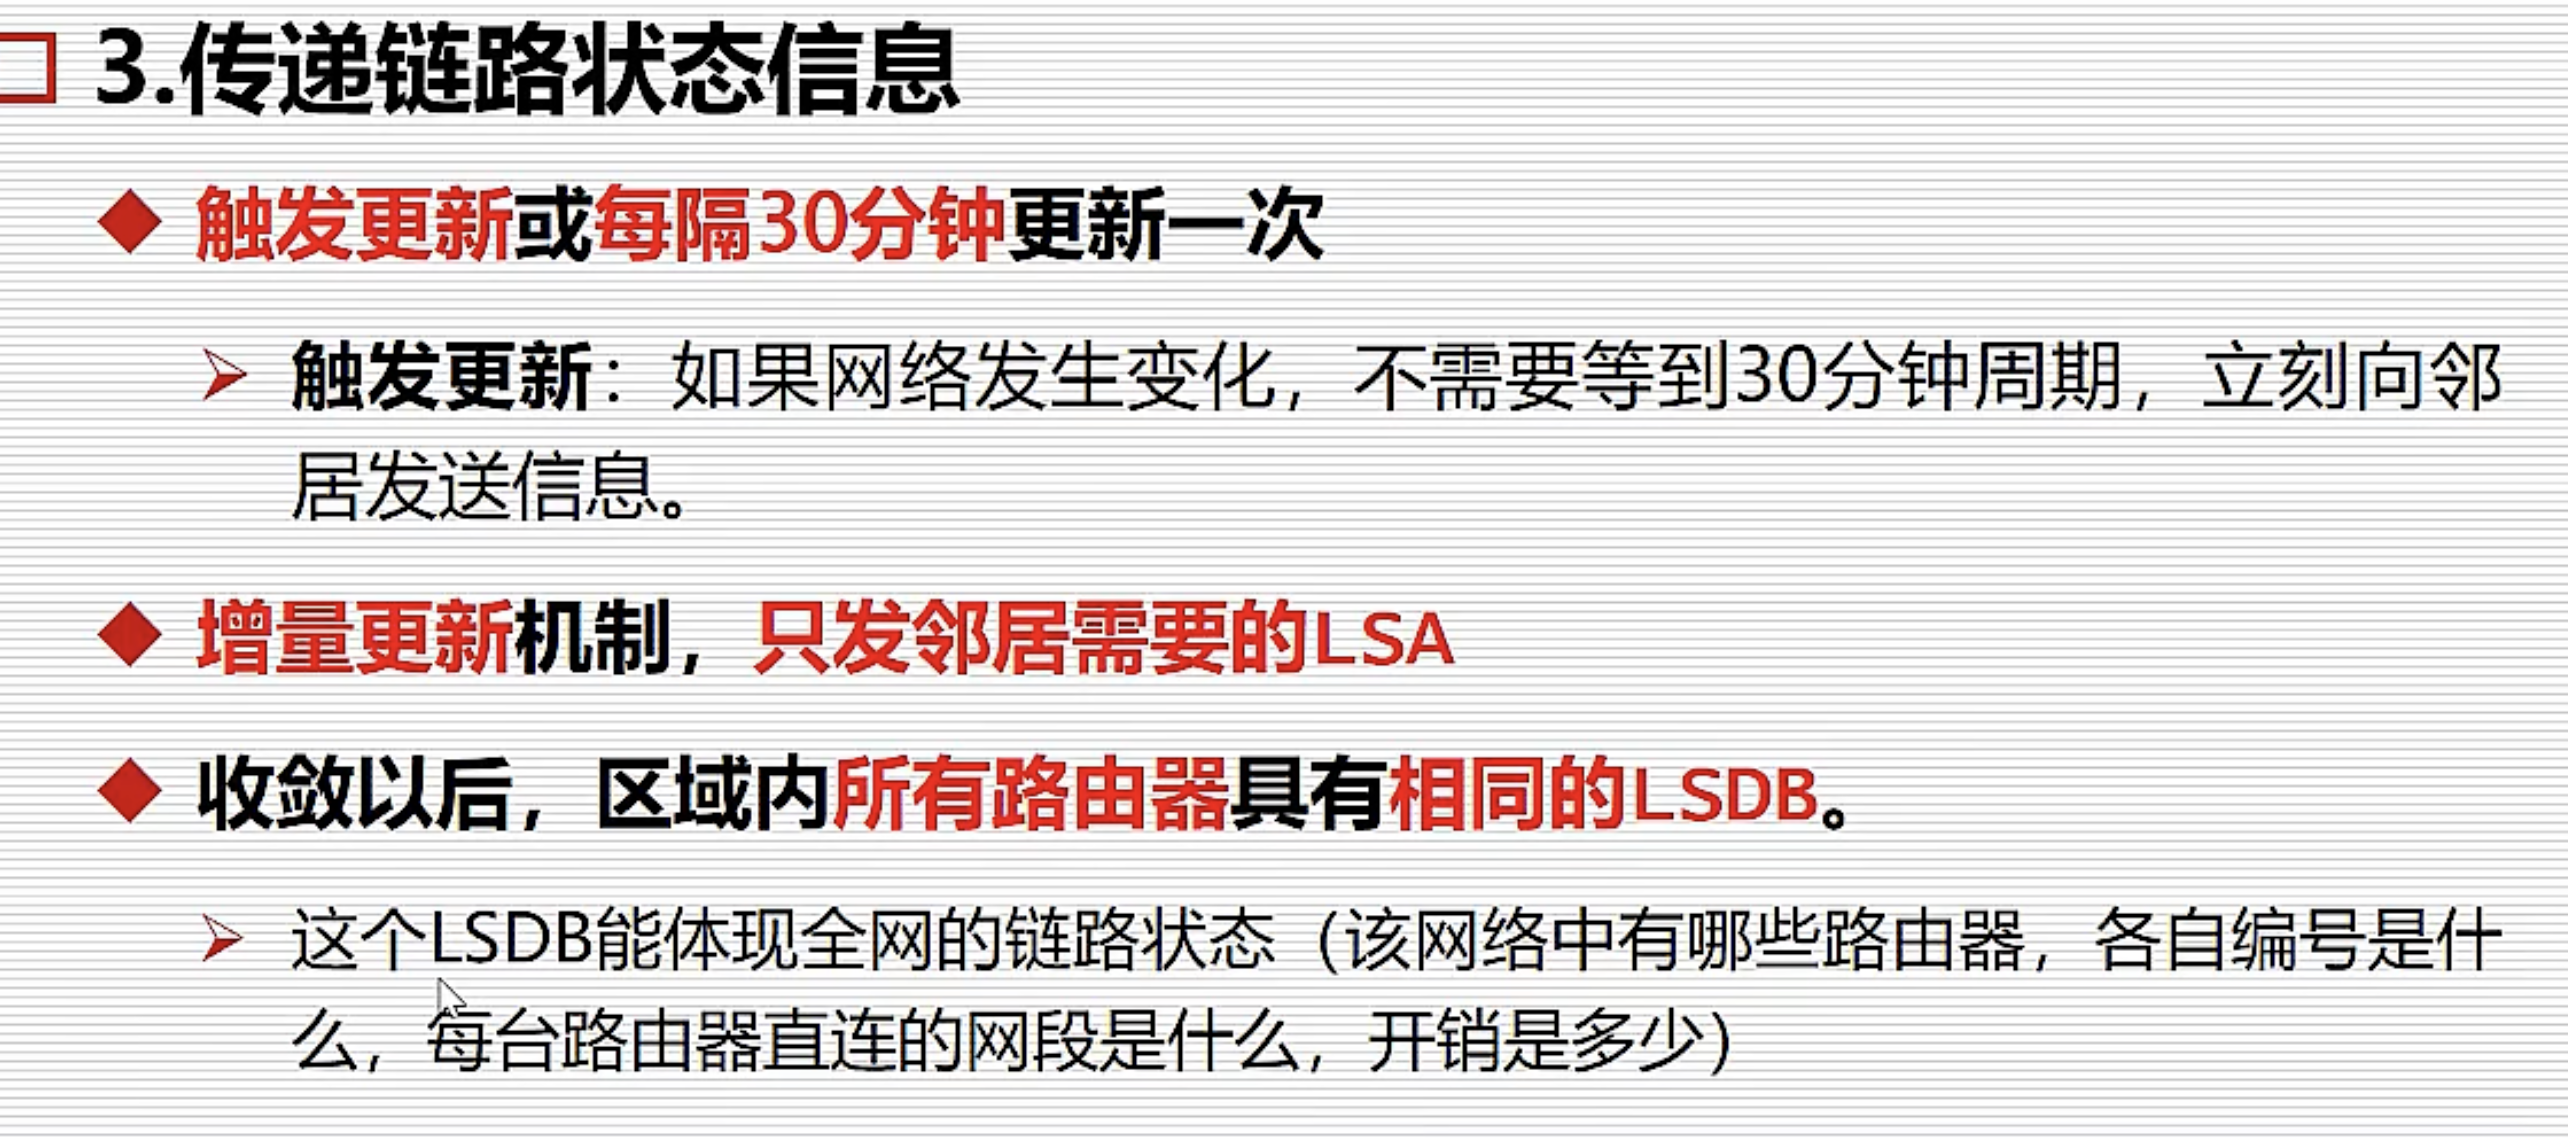 3.传递链路状态信息
触发更新或每隔30分钟更新一次
触发更新：如果网络发生变化，不需要等到30分钟周期，立刻向邻
居发送信息。
增量更新机制，只发邻居需要的LSA
收敛以后，区域内所有路由器具有相同的LSDB。
这个LSDB能体现全网的链路状态（该网络中有哪些路由器，各自编号是什
么，每台路由器直连的网段是什么，开销是多少）